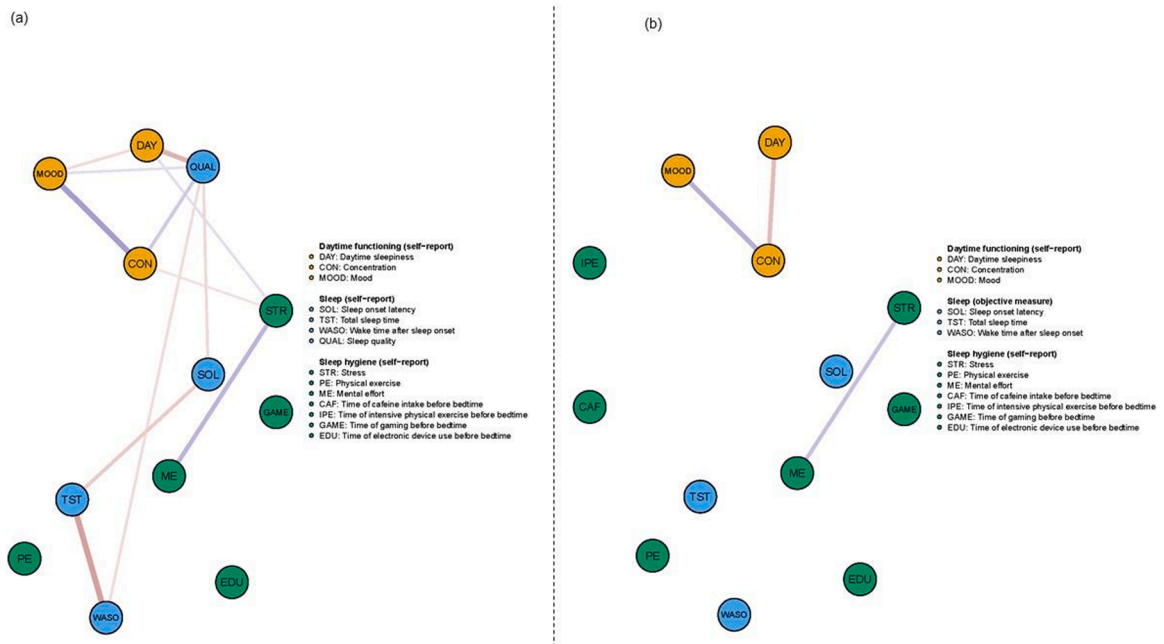 (a)
DAY
QUAL
MOOD
CON
STR
SOL
GAME
ME
TST
PE
EDU
WASO
Daytime functioning (self−report)
DAY: Daytime sleepiness
CON: Concentration
MOOD: Mood
Sleep (self−report)
SOL: Sleep onset latency
TST: Total sleep time
WASO: Wake time after sleep onset
QUAL: Sleep quality
Sleep hygiene (self−report)
STR: Stress
PE: Physical exercise
ME: Mental effort
CAF: Time of cafeine intake before bedtime
IPE: Time of intensive physical exercise before bedtime
GAME: Time of gaming before bedtime
EDU: Time of electronic device use before bedtime
(b)
DAY
MOOD
CON
IPE
STR
SOL
CAF
GAME
ME
TST
PE
EDU
WASO
Daytime functioning (self−report)
DAY: Daytime sleepiness
CON: Concentration
MOOD: Mood
Sleep (objective measure)
SOL: Sleep onset latency
TST: Total sleep time
WASO: Wake time after sleep onset
Sleep hygiene (self−report)
STR: Stress
PE: Physical exercise
ME: Mental effort
CAF: Time of cafeine intake before bedtime
IPE: Time of intensive physical exercise before bedtime
GAME: Time of gaming before bedtime
EDU: Time of electronic device use before bedtime